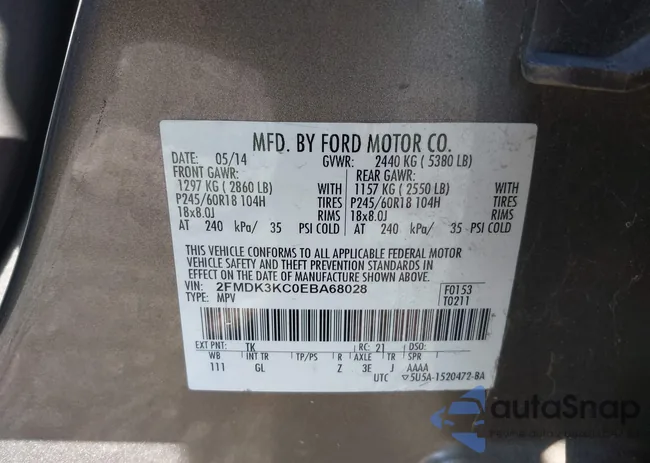 MFD. BY FORD MOTOR CO.
DATE: 05/14 GVWR: 2440 KG ( 5380 LB)
FRONT GAWR: REAR GAWR:
1297 KG ( 2860 LB) WITH 1157 KG ( 2550 LB) WITH
P245/60R18 104H TIRES P245/60R18 104H TIRES
18x8.0J RIMS 18x8.0J RIMS
AT 240 kPa/ 35 PSI COLD AT 240 kPa/ 35 PSI COLD
THIS VEHICLE CONFORMS TO ALL APPLICABLE FEDERAL MOTOR
VEHICLE SAFETY AND THEFT PREVENTION STANDARDS IN
EFFECT ON THE DATE OF MANUFACTURE SHOWN ABOVE.
VIN: 2FMDK3KC0EBA68028 F0153
TYPE: MPV T0211
EXT PNT: TK RC: 21 DSO:
WB INT TR TP/PS R AXLE TR SPR
111 GL Z 3E J AAAA
UTC ▽5U5A-1520472-BA
autoSnap